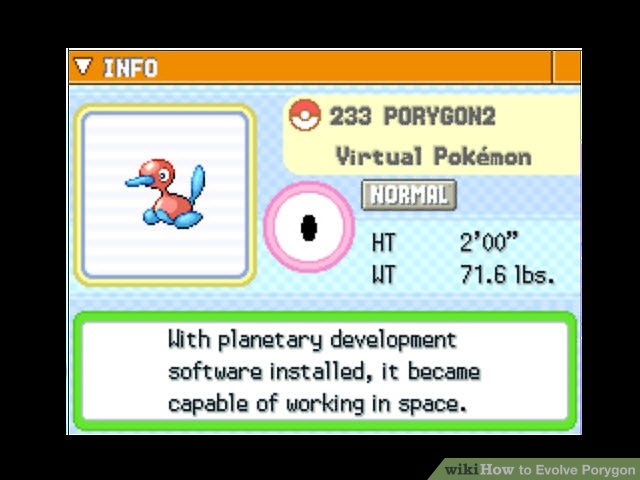 INFO
233 PORYGON2
Virtual Pokémon
NORMAL
HT 2'00"
WT 71.6 lbs.
With planetary development
software installed, it became
capable of working in space.
wikiHow to Evolve Porygon